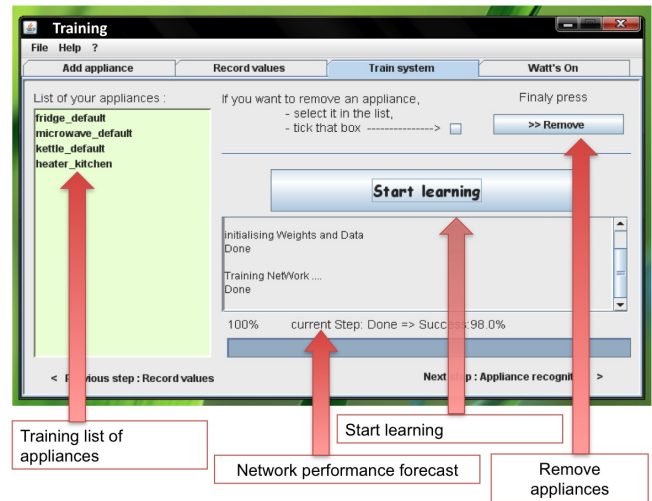 Training
File Help ?
Add appliance
Record values
Train system
Watt's On
List of your appliances :
fridge_default
microwave_default
kettle_default
heater_kitchen
If you want to remove an appliance,
- select it in the list,
- tick that box --------------->
Finaly press
>> Remove
Start learning
initialising Weights and Data
Done
Training NetWork ....
Done
100% current Step: Done => Success:98.0%
< Previous step : Record values
Next step : Appliance recognition >
Training list of
appliances
Start learning
Network performance forecast
Remove
appliances